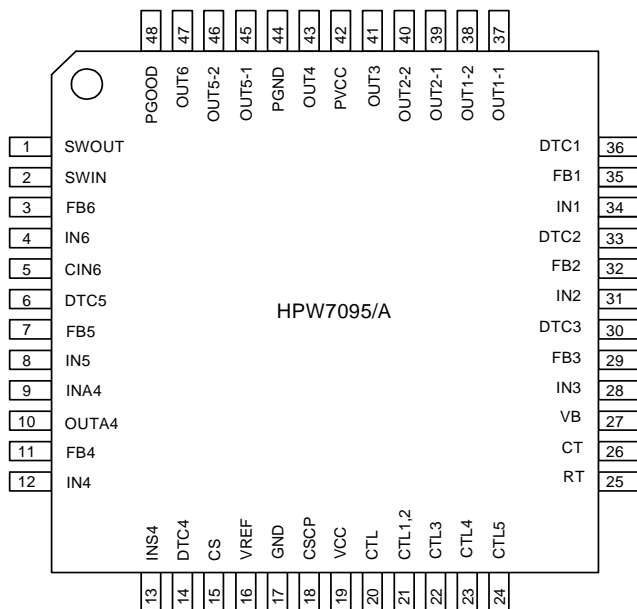 48 47 46 45 44 43 42 41 40 39 38 37
PGOOD OUT6 OUT5-2 OUT5-1 PGND OUT4 PVCC OUT3 OUT2-2 OUT2-1 OUT1-2 OUT1-1
1 SWOUT DTC1 36
2 SWIN FB1 35
3 FB6 IN1 34
4 IN6 DTC2 33
5 CIN6 FB2 32
6 DTC5 IN2 31
HPW7095/A
7 FB5 DTC3 30
8 IN5 FB3 29
9 INA4 IN3 28
10 OUTA4 VB 27
11 FB4 CT 26
12 IN4 RT 25
INS4 DTC4 CS VREF GND CSCP VCC CTL CTL1,2 CTL3 CTL4 CTL5
13 14 15 16 17 18 19 20 21 22 23 24